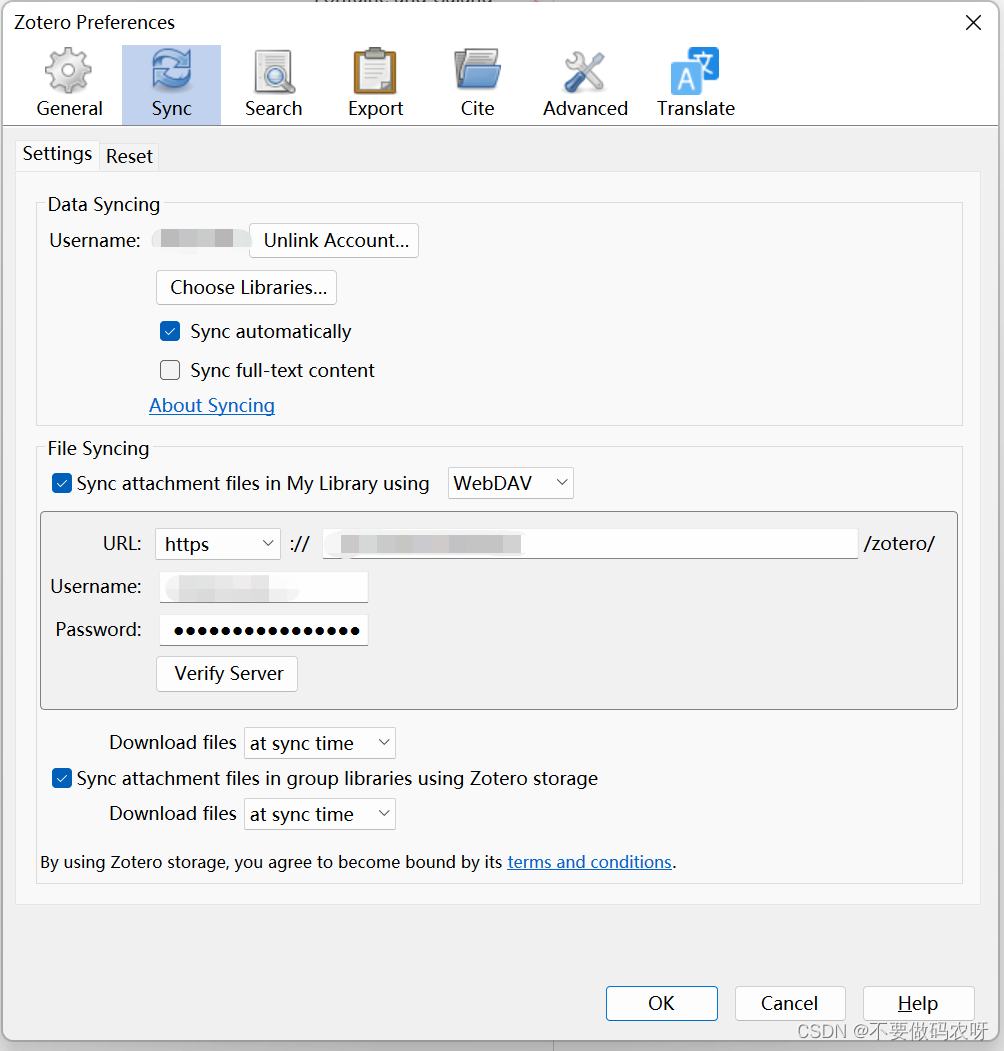 Zotero Preferences
General Sync Search Export Cite Advanced Translate
Settings Reset
Data Syncing
Username: Unlink Account...
Choose Libraries...
Sync automatically
Sync full-text content
About Syncing
File Syncing
Sync attachment files in My Library using WebDAV
URL: https :// /zotero/
Username:
Password: ●●●●●●●●●●●●●●●●
Verify Server
Download files at sync time
Sync attachment files in group libraries using Zotero storage
Download files at sync time
By using Zotero storage, you agree to become bound by its terms and conditions.
OK Cancel Help
CSDN @不要做码农呀